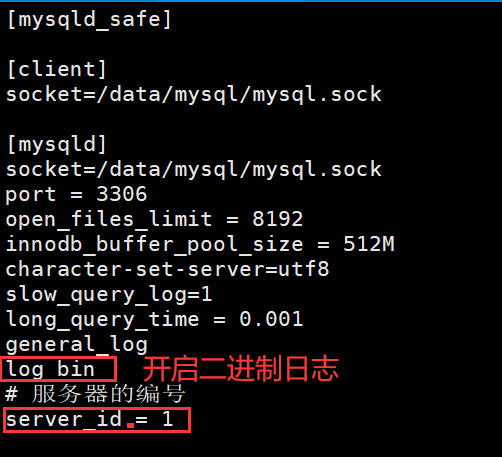 [mysqld_safe]
[client]
socket=/data/mysql/mysql.sock
[mysqld]
socket=/data/mysql/mysql.sock
port = 3306
open_files_limit = 8192
innodb_buffer_pool_size = 512M
character-set-server=utf8
slow_query_log=1
long_query_time = 0.001
general_log
log_bin 开启二进制日志
# 服务器的编号
server_id = 1